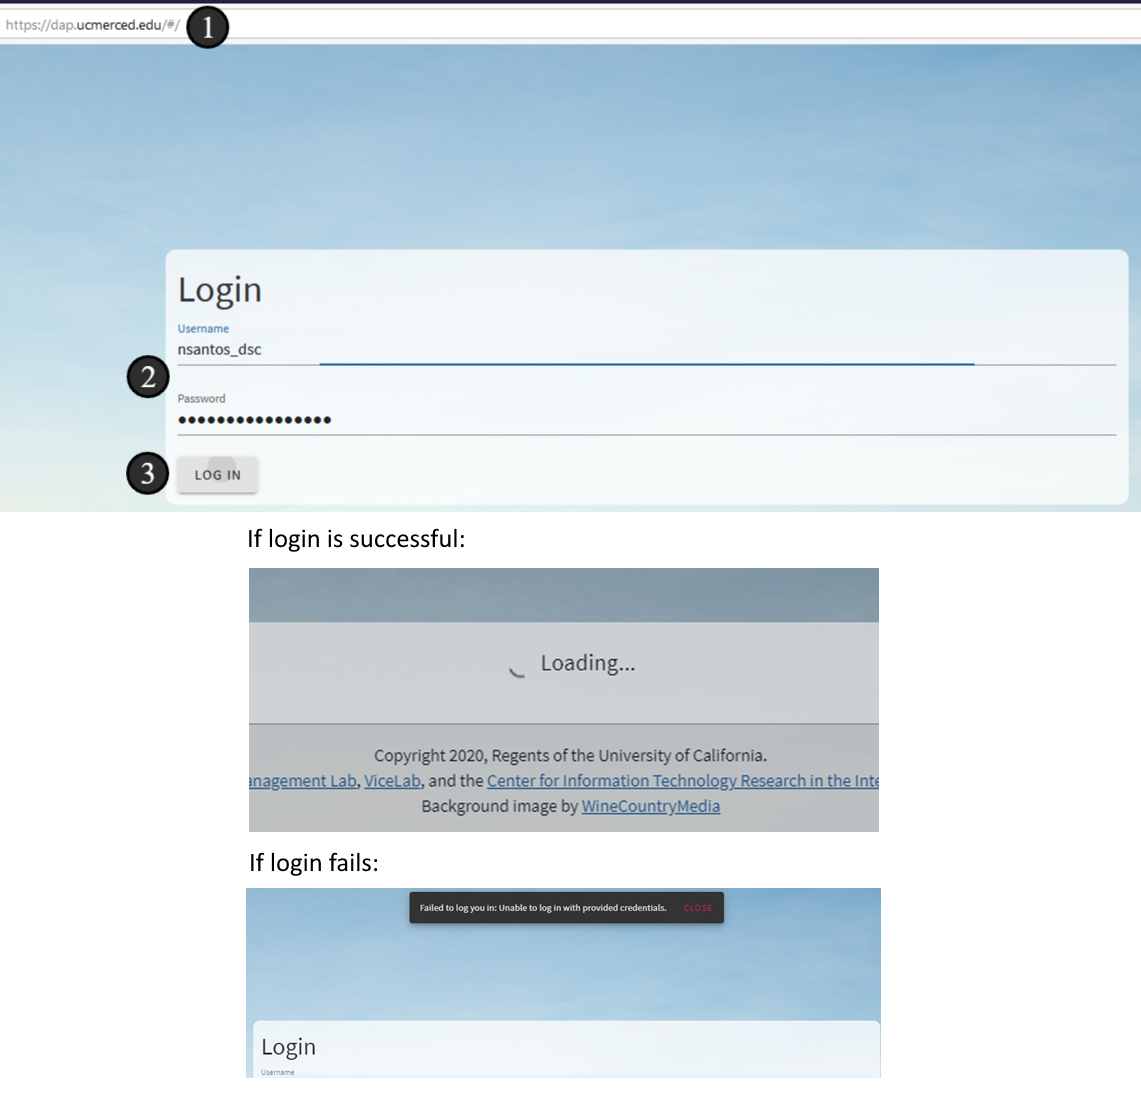 https://dap.ucmerced.edu/#/
1
Login
Username
nsantos_dsc
2
Password
••••••••••••••••
3
LOG IN
If login is successful:
Loading...
Copyright 2020, Regents of the University of California.
anagement Lab, ViceLab, and the Center for Information Technology Research in the Inte
Background image by WineCountryMedia
If login fails:
Failed to log you in: Unable to log in with provided credentials. CLOSE
Login
Username